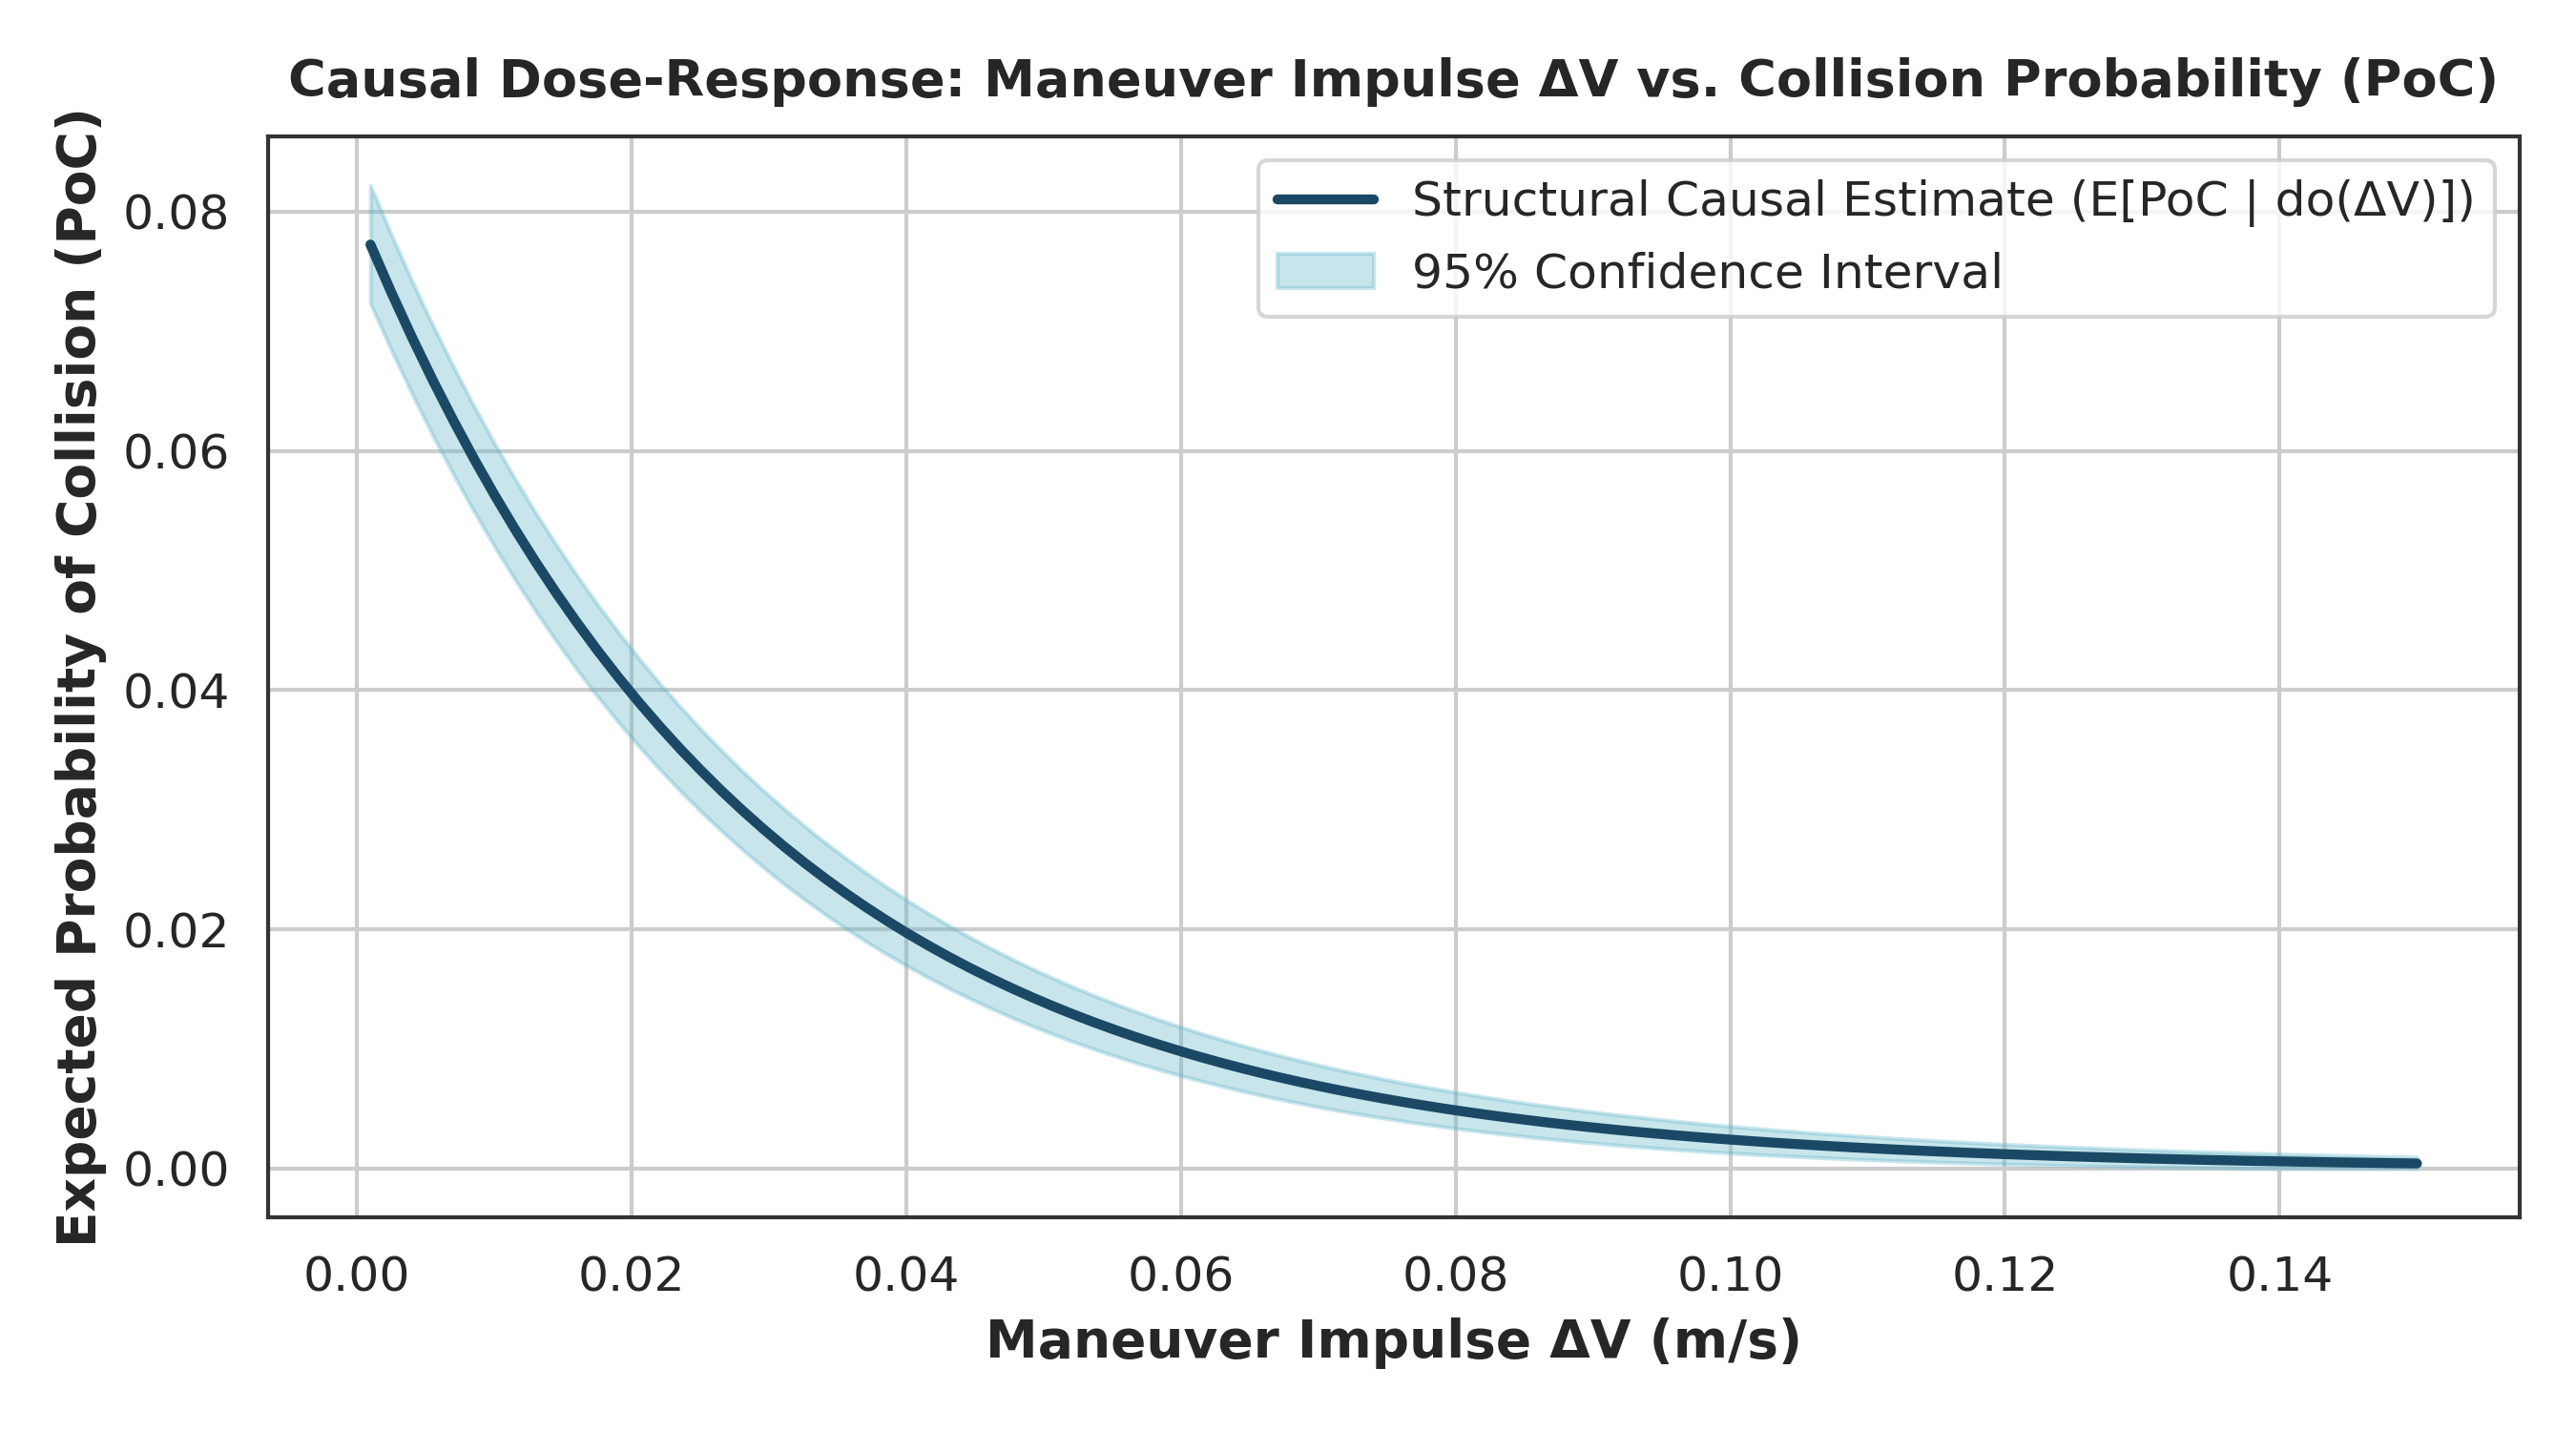 Causal Dose-Response: Maneuver Impulse ΔV vs. Collision Probability (PoC)
Structural Causal Estimate (E[PoC | do(ΔV)])
95% Confidence Interval
Expected Probability of Collision (PoC)
0.08
0.06
0.04
0.02
0.00
0.00 0.02 0.04 0.06 0.08 0.10 0.12 0.14
Maneuver Impulse ΔV (m/s)